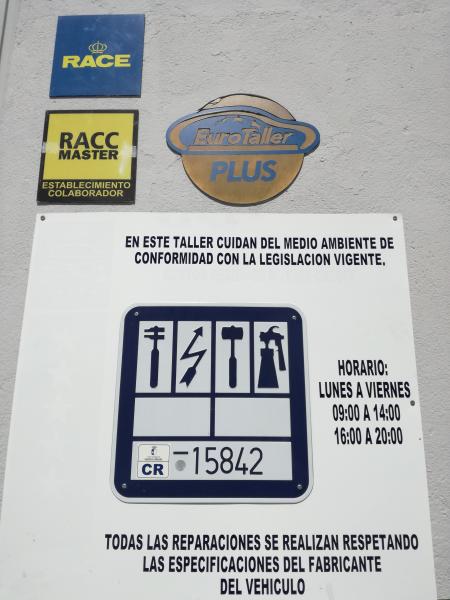 RACE
RACC
MASTER
ESTABLECIMIENTO
COLABORADOR
EuroTaller
PLUS
EN ESTE TALLER CUIDAN DEL MEDIO AMBIENTE DE
CONFORMIDAD CON LA LEGISLACION VIGENTE,
HORARIO:
LUNES A VIERNES
09:00 A 14:00
16:00 A 20:00
CR -15842
TODAS LAS REPARACIONES SE REALIZAN RESPETANDO
LAS ESPECIFICACIONES DEL FABRICANTE
DEL VEHICULO